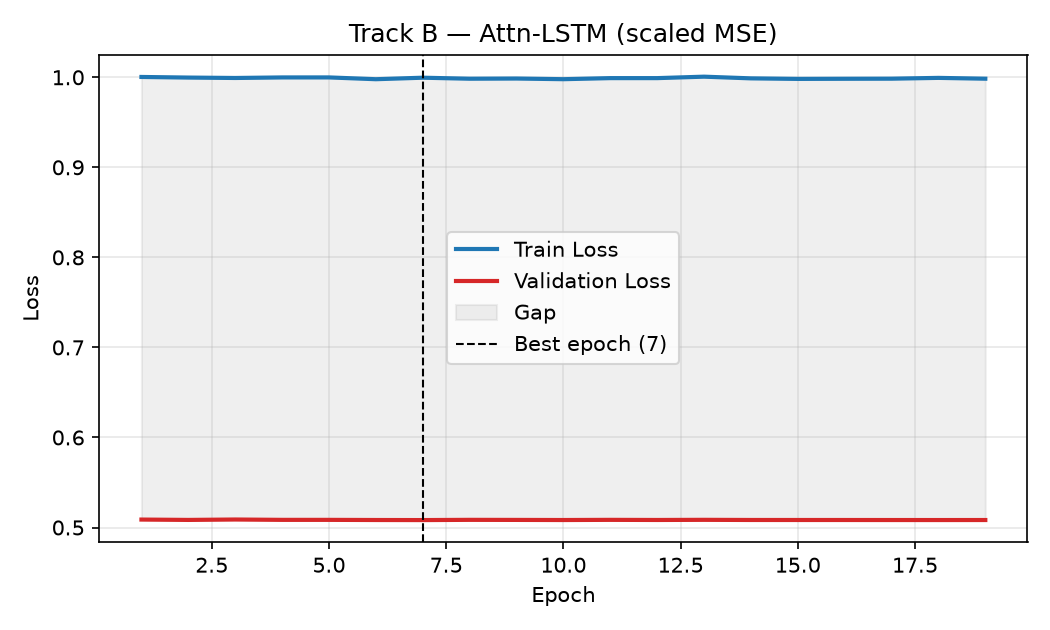 Track B — Attn-LSTM (scaled MSE)
Loss
1.0
0.9
0.8
0.7
0.6
0.5
Train Loss
Validation Loss
Gap
Best epoch (7)
2.5 5.0 7.5 10.0 12.5 15.0 17.5
Epoch